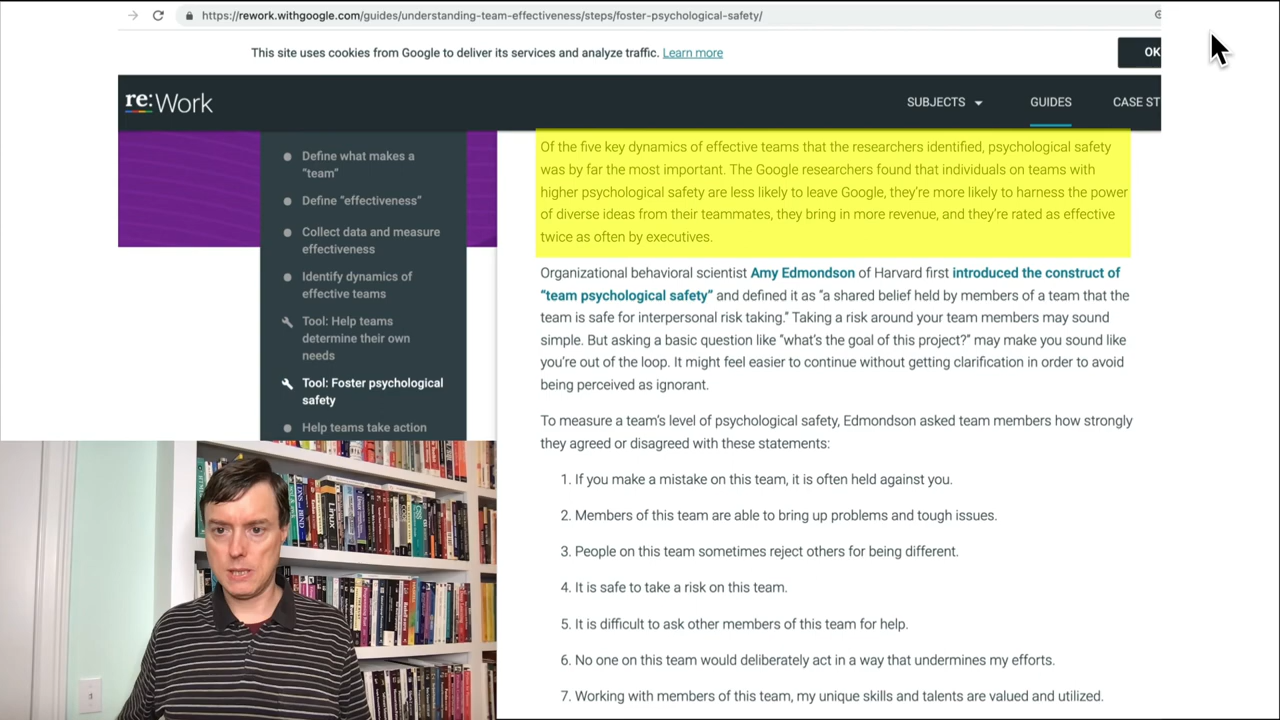 https://rework.withgoogle.com/guides/understanding-team-effectiveness/steps/foster-psychological-safety/
This site uses cookies from Google to deliver its services and analyze traffic. Learn more
OK
re:Work
SUBJECTS
GUIDES
CASE ST
Define what makes a
“team”
Define “effectiveness”
Collect data and measure
effectiveness
Identify dynamics of
effective teams
Tool: Help teams
determine their own
needs
Tool: Foster psychological
safety
Help teams take action
Of the five key dynamics of effective teams that the researchers identified, psychological safety
was by far the most important. The Google researchers found that individuals on teams with
higher psychological safety are less likely to leave Google, they’re more likely to harness the power
of diverse ideas from their teammates, they bring in more revenue, and they’re rated as effective
twice as often by executives.
Organizational behavioral scientist Amy Edmondson of Harvard first introduced the construct of
“team psychological safety” and defined it as “a shared belief held by members of a team that the
team is safe for interpersonal risk taking.” Taking a risk around your team members may sound
simple. But asking a basic question like “what’s the goal of this project?” may make you sound like
you’re out of the loop. It might feel easier to continue without getting clarification in order to avoid
being perceived as ignorant.
To measure a team’s level of psychological safety, Edmondson asked team members how strongly
they agreed or disagreed with these statements:
1. If you make a mistake on this team, it is often held against you.
2. Members of this team are able to bring up problems and tough issues.
3. People on this team sometimes reject others for being different.
4. It is safe to take a risk on this team.
5. It is difficult to ask other members of this team for help.
6. No one on this team would deliberately act in a way that undermines my efforts.
7. Working with members of this team, my unique skills and talents are valued and utilized.
DNS and BIND
Linux
CSS